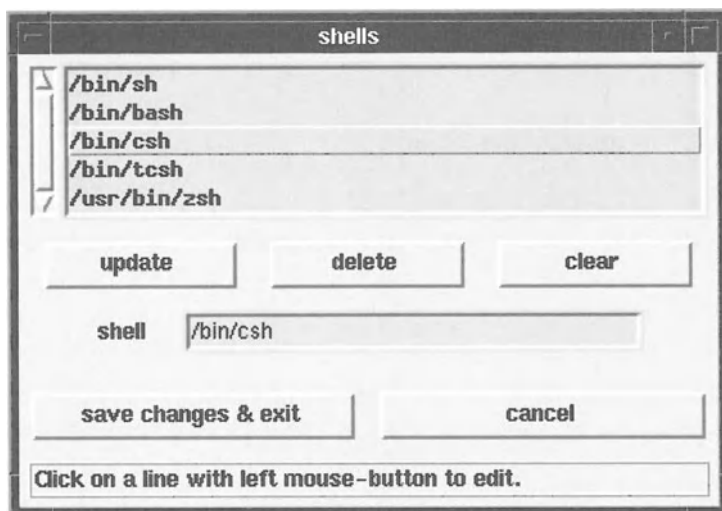 shells
/bin/sh
/bin/bash
/bin/csh
/bin/tcsh
/usr/bin/zsh
update delete clear
shell /bin/csh
save changes & exit cancel
Click on a line with left mouse-button to edit.